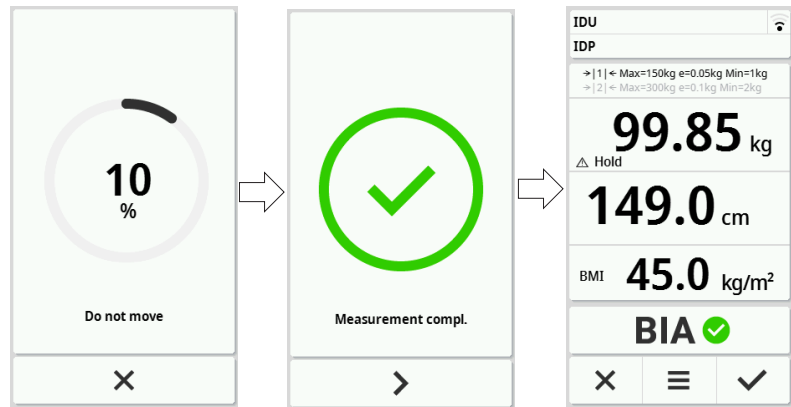 10
%
Do not move
Measurement compl.
IDU
IDP
→|1|← Max=150kg e=0.05kg Min=1kg
→|2|← Max=300kg e=0.1kg Min=2kg
99.85 kg
⚠ Hold
149.0 cm
BMI 45.0 kg/m²
BIA